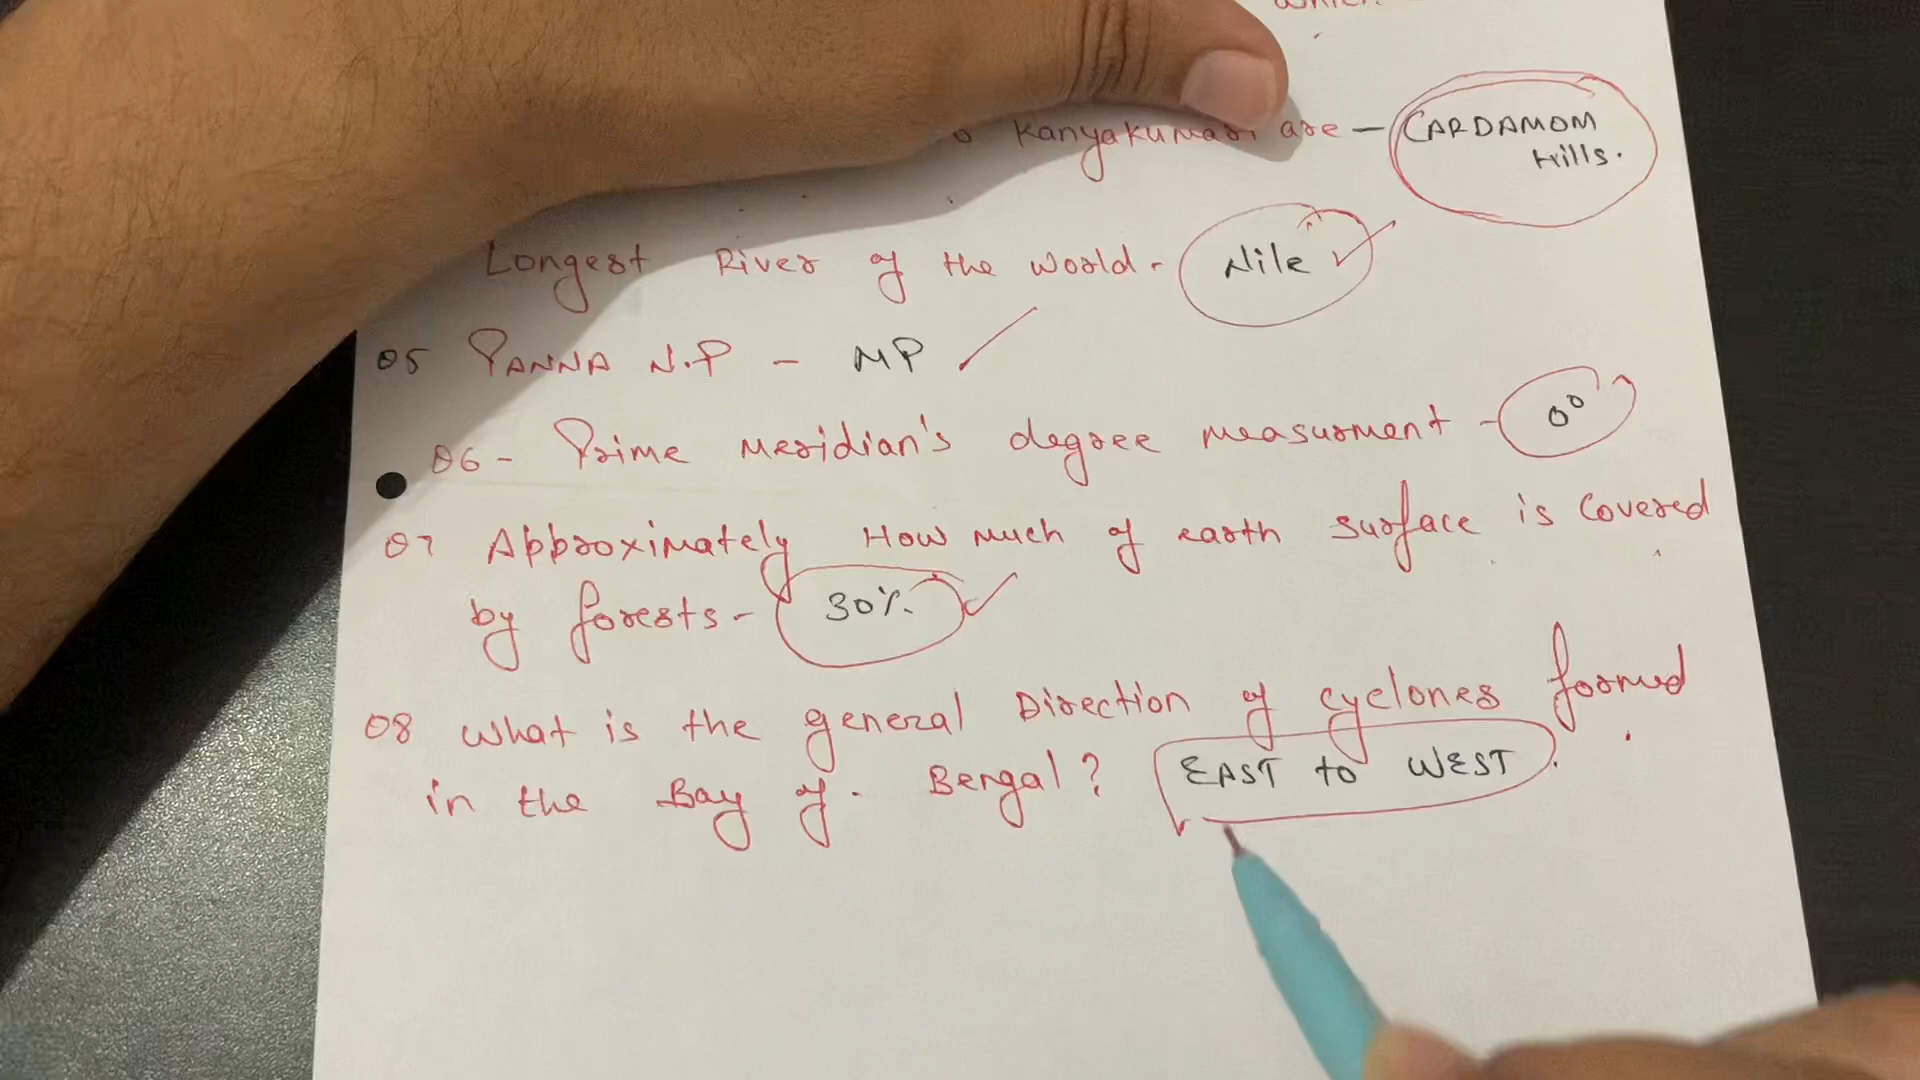 Kanyakumari are — CARDAMOM
Hills.
Longest River of the world - Nile
05 PANNA N.P - MP
06 - Prime Meridian's degree measurment - 0°
07 Approximately How much of earth surface is covered
by forests - 30%
08 What is the general Direction of cyclones formed
in the Bay of Bengal? EAST to WEST.